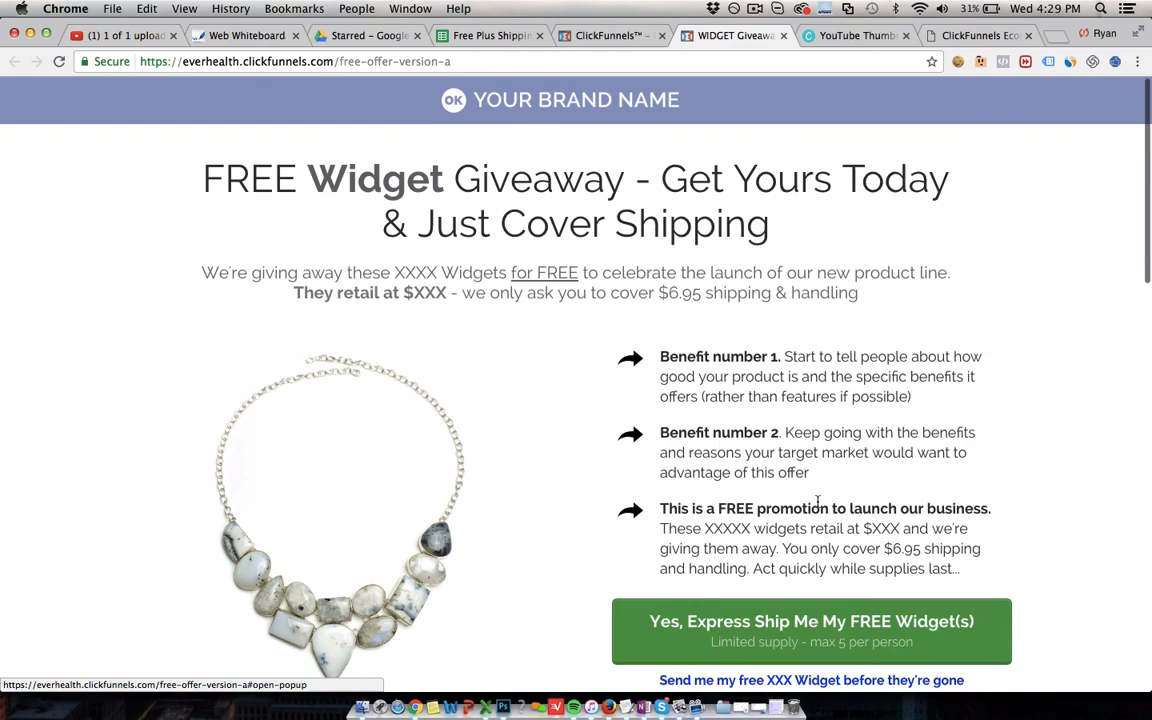 Chrome File Edit View History Bookmarks People Window Help 31% Wed 4:29 PM
(1) 1 of 1 upload Web Whiteboard Starred – Google Free Plus Shippin ClickFunnels™ – WIDGET Giveawa YouTube Thumb ClickFunnels Eco Ryan
Secure https://everhealth.clickfunnels.com/free-offer-version-a
OK YOUR BRAND NAME
FREE Widget Giveaway - Get Yours Today
& Just Cover Shipping
We're giving away these XXXX Widgets for FREE to celebrate the launch of our new product line.
They retail at $XXX - we only ask you to cover $6.95 shipping & handling
Benefit number 1. Start to tell people about how
good your product is and the specific benefits it
offers (rather than features if possible)
Benefit number 2. Keep going with the benefits
and reasons your target market would want to
advantage of this offer
This is a FREE promotion to launch our business.
These XXXXX widgets retail at $XXX and we're
giving them away. You only cover $6.95 shipping
and handling. Act quickly while supplies last...
Yes, Express Ship Me My FREE Widget(s)
Limited supply - max 5 per person
Send me my free XXX Widget before they're gone
https://everhealth.clickfunnels.com/free-offer-version-a#open-popup